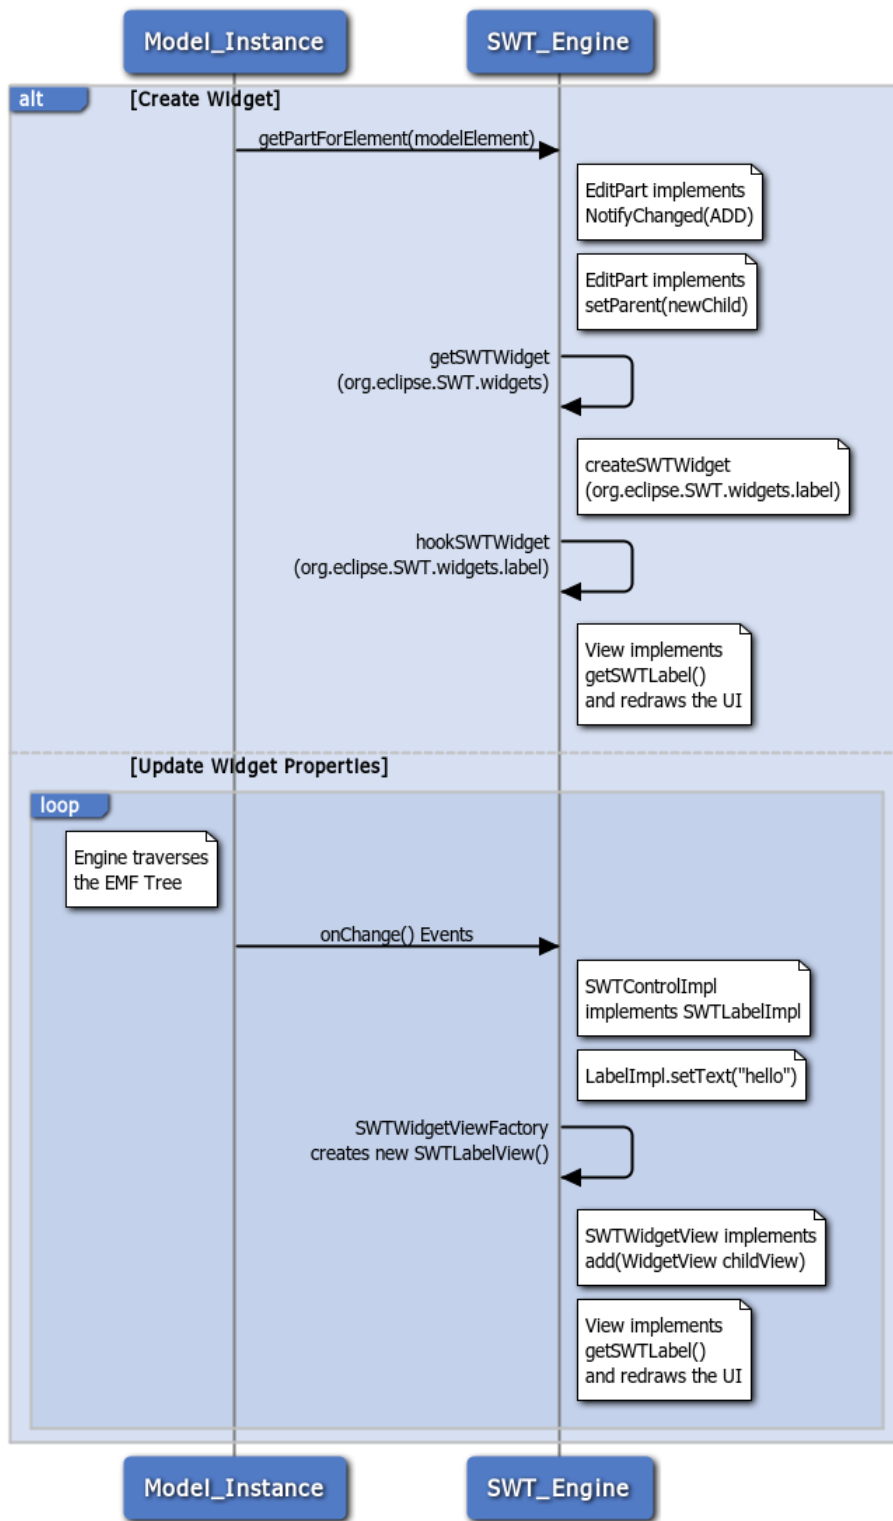 Model_Instance
SWT_Engine
alt
[Create Widget]
getPartForElement(modelElement)
EditPart implements
NotifyChanged(ADD)
EditPart implements
setParent(newChild)
getSWTWidget
(org.eclipse.SWT.widgets)
createSWTWidget
(org.eclipse.SWT.widgets.label)
hookSWTWidget
(org.eclipse.SWT.widgets.label)
View implements
getSWTLabel()
and redraws the UI
[Update Widget Properties]
loop
Engine traverses
the EMF Tree
onChange() Events
SWTControlImpl
implements SWTLabelImpl
LabelImpl.setText("hello")
SWTWidgetViewFactory
creates new SWTLabelView()
SWTWidgetView implements
add(WidgetView childView)
View implements
getSWTLabel()
and redraws the UI
Model_Instance
SWT_Engine